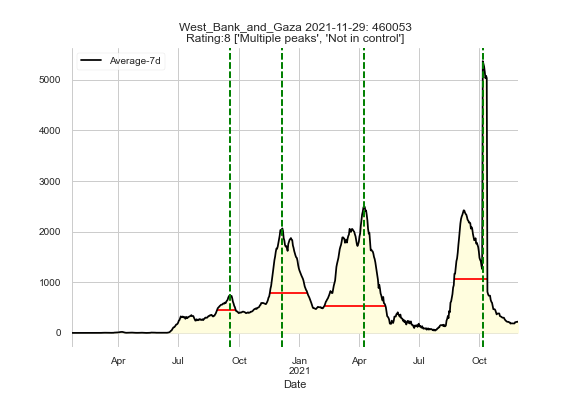 West_Bank_and_Gaza 2021-11-29: 460053
Rating:8 ['Multiple peaks', 'Not in control']
Average-7d
5000
4000
3000
2000
1000
0
Apr Jul Oct Jan Apr Jul Oct
2021
Date